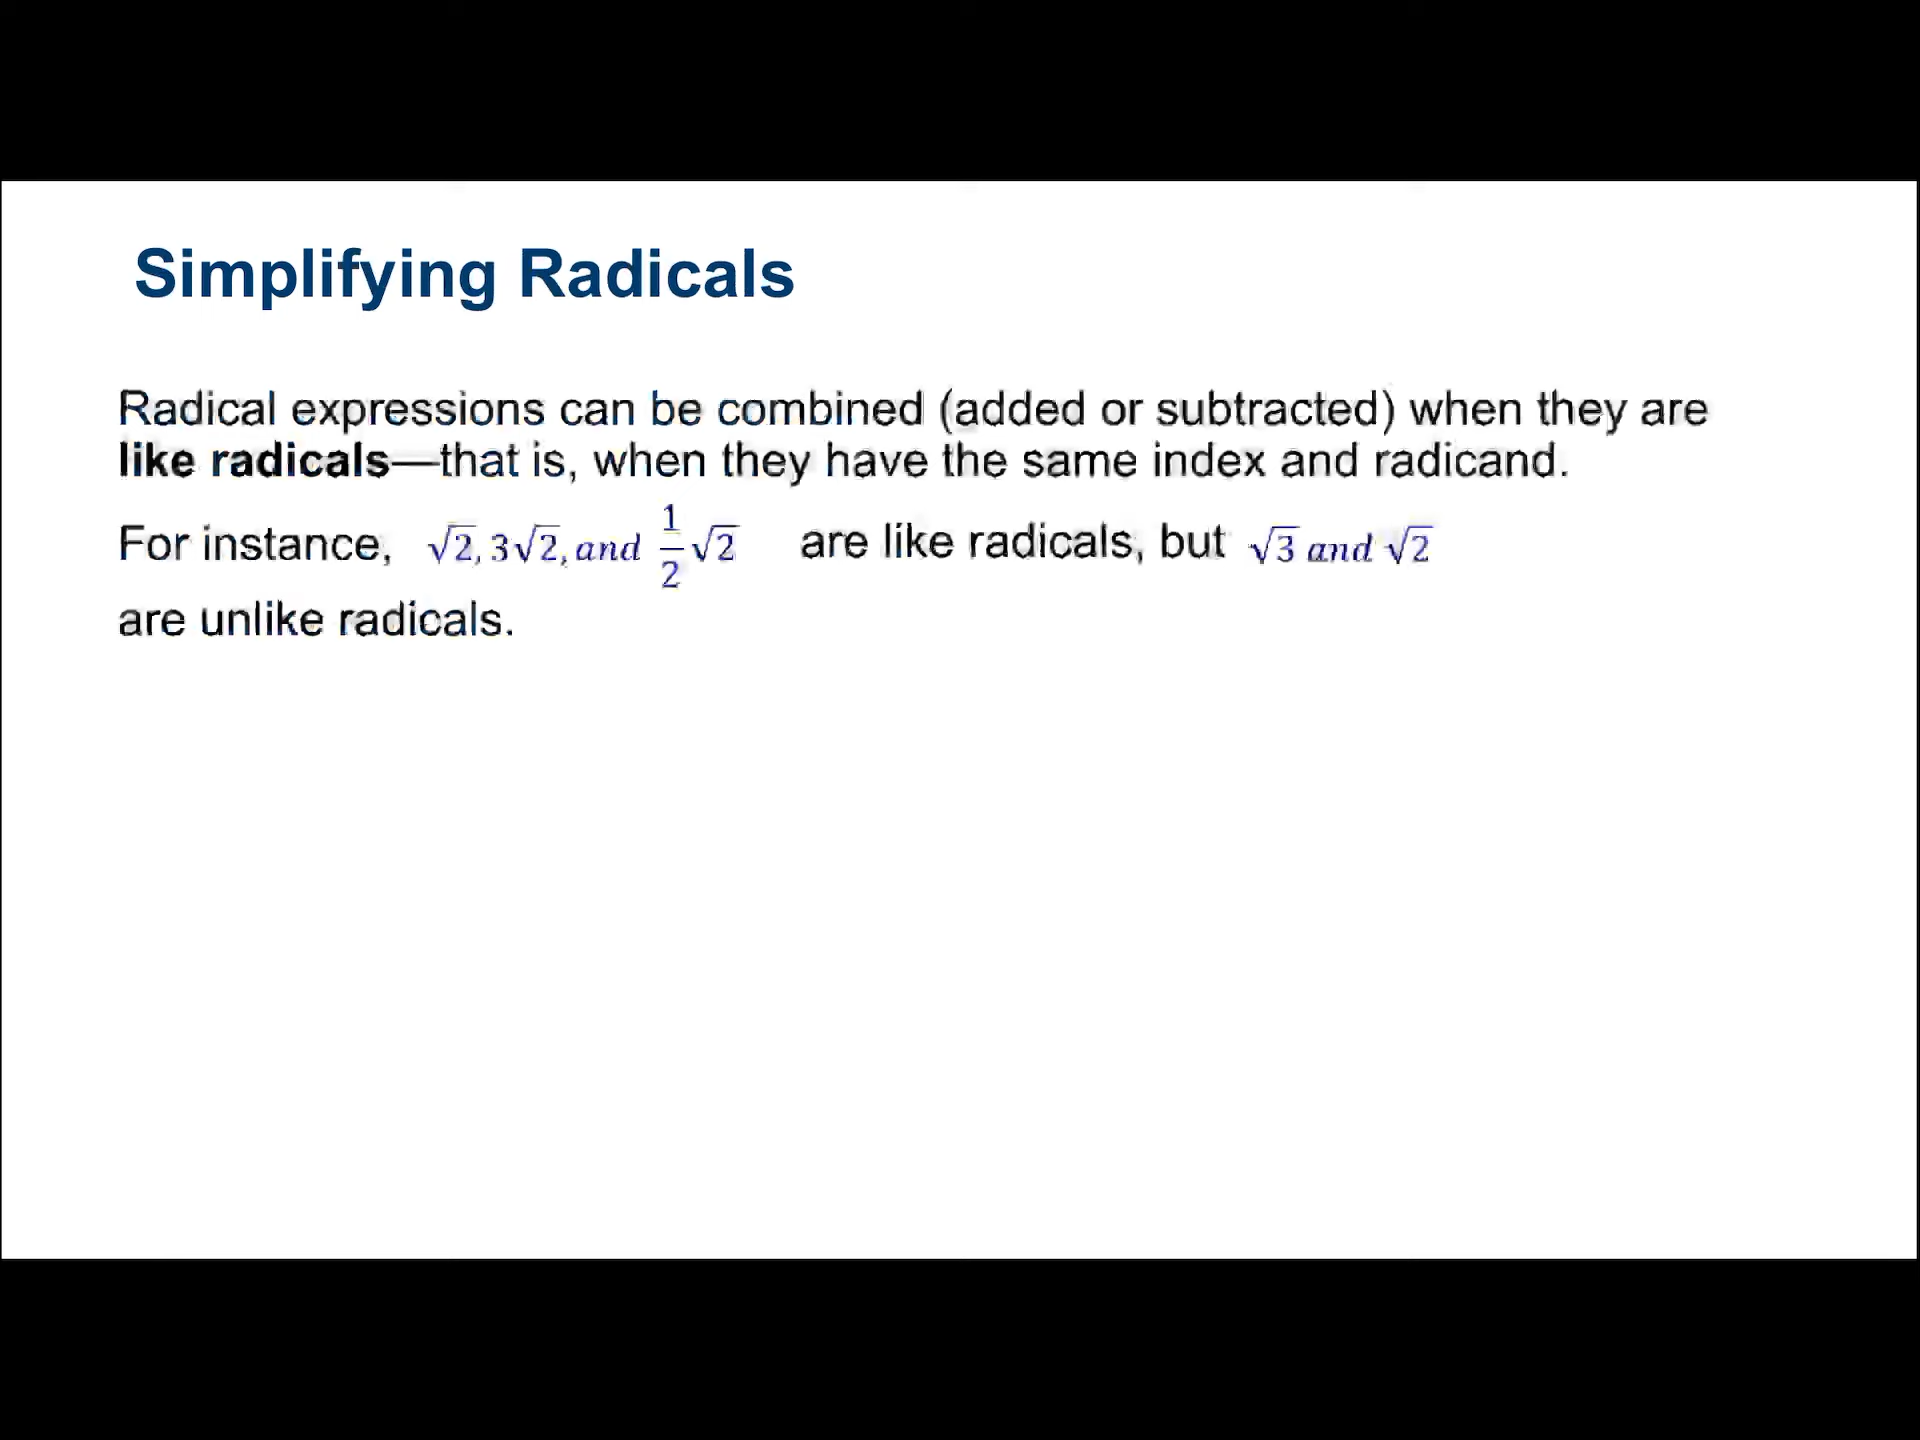 Simplifying Radicals
Radical expressions can be combined (added or subtracted) when they are
like radicals—that is, when they have the same index and radicand.
For instance, √2, 3√2, and 1/2 √2 are like radicals, but √3 and √2
are unlike radicals.